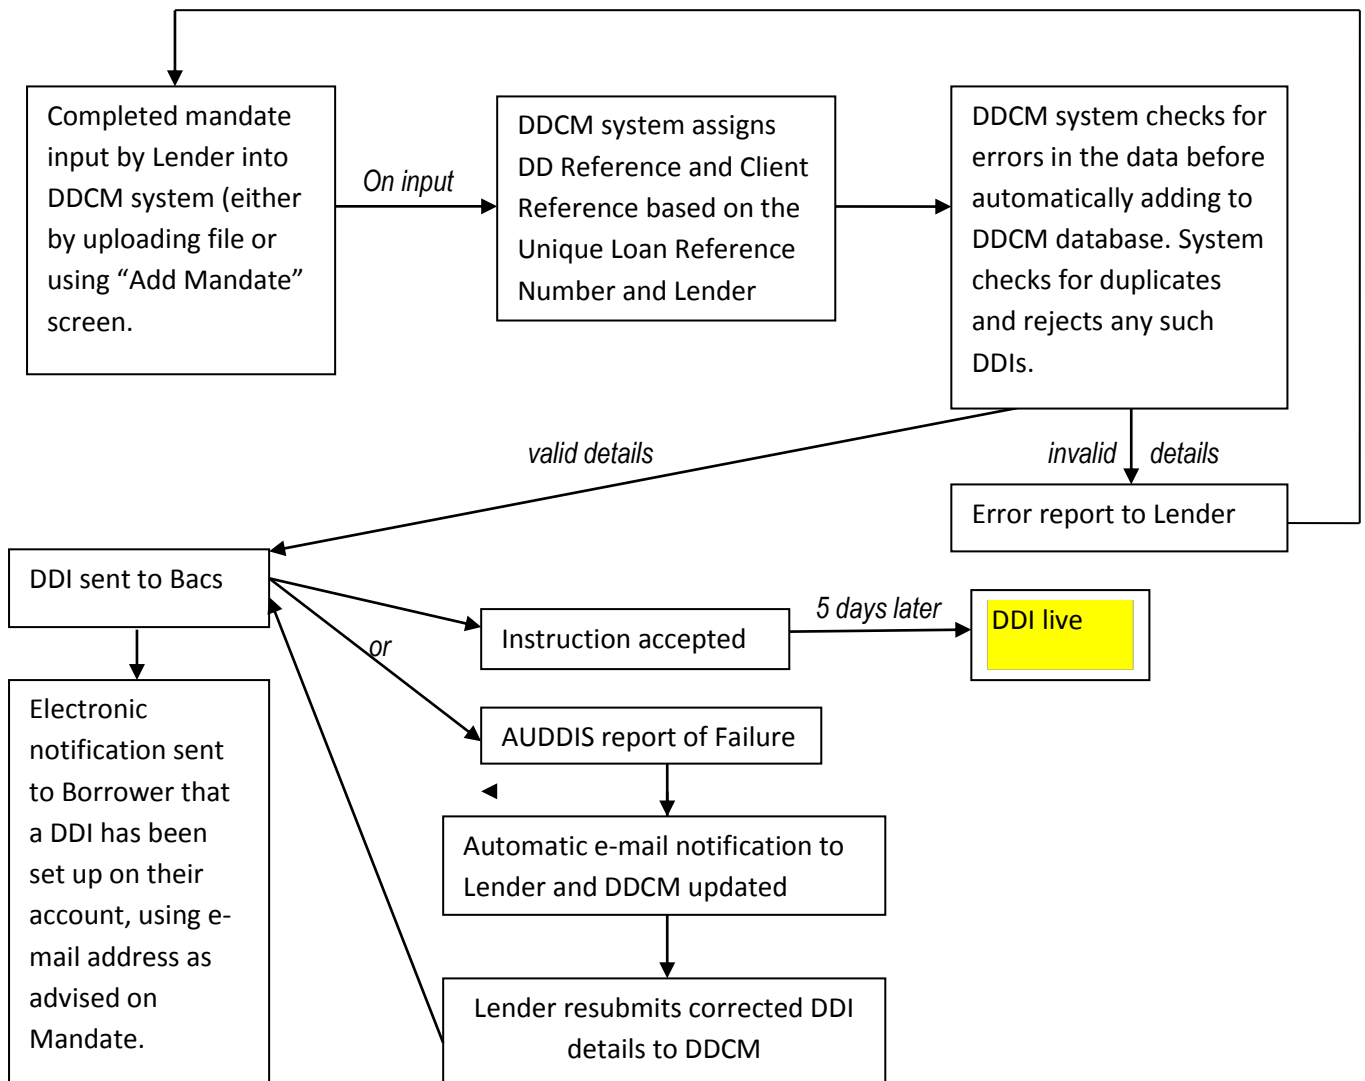 Completed mandate
input by Lender into
DDCM system (either
by uploading file or
using “Add Mandate”
screen.
On input
DDCM system assigns
DD Reference and Client
Reference based on the
Unique Loan Reference
Number and Lender
DDCM system checks for
errors in the data before
automatically adding to
DDCM database. System
checks for duplicates
and rejects any such
DDIs.
valid details
invalid details
Error report to Lender
DDI sent to Bacs
or
Instruction accepted
5 days later
DDI live
Electronic
notification sent
to Borrower that
a DDI has been
set up on their
account, using e-
mail address as
advised on
Mandate.
AUDDIS report of Failure
Automatic e-mail notification to
Lender and DDCM updated
Lender resubmits corrected DDI
details to DDCM